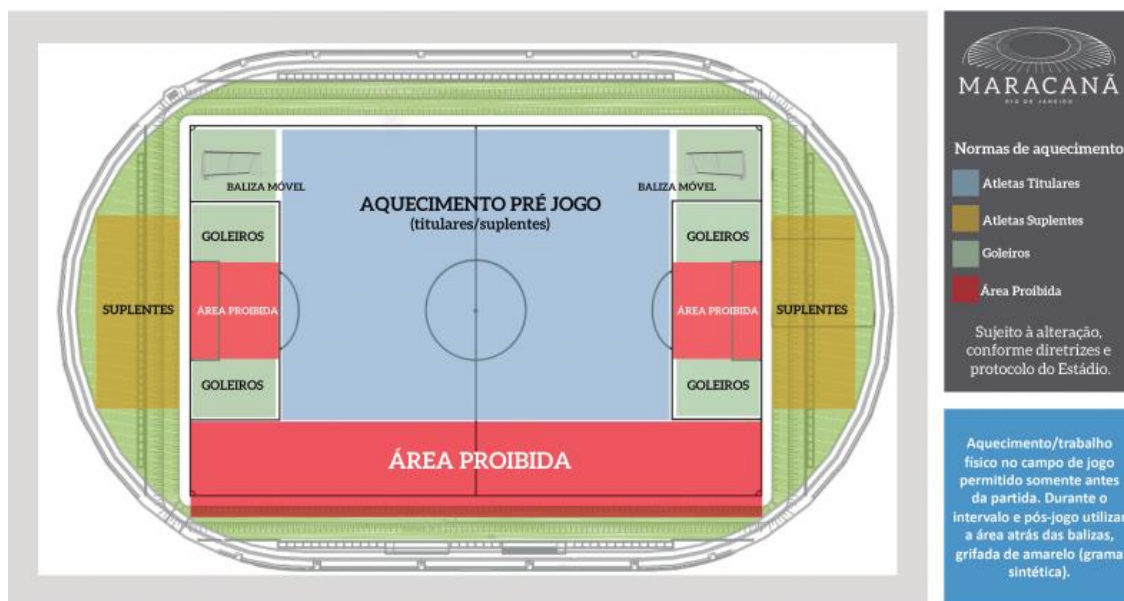 BALIZA MÓVEL
BALIZA MÓVEL
AQUECIMENTO PRÉ JOGO
(titulares/suplentes)
GOLEIROS
GOLEIROS
SUPLENTES
ÁREA PROIBIDA
ÁREA PROIBIDA
SUPLENTES
GOLEIROS
GOLEIROS
ÁREA PROIBIDA
MARACANÃ
RIO DE JANEIRO
Normas de aquecimento
Atletas Titulares
Atletas Suplentes
Goleiros
Área Proibida
Sujeito à alteração,
conforme diretrizes e
protocolo do Estádio.
Aquecimento/trabalho
físico no campo de jogo
permitido somente antes
da partida. Durante o
intervalo e pós-jogo utilizar
a área atrás das balizas,
grifada de amarelo (grama
sintética).